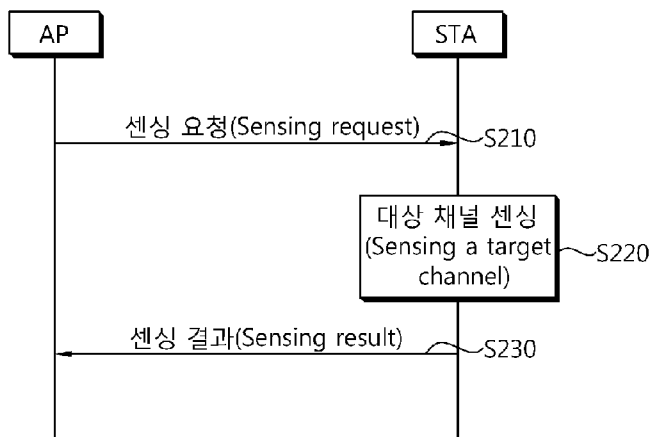 AP
STA
센싱 요청(Sensing request)
S210
대상 채널 센싱
(Sensing a target
channel)
S220
센싱 결과(Sensing result)
S230